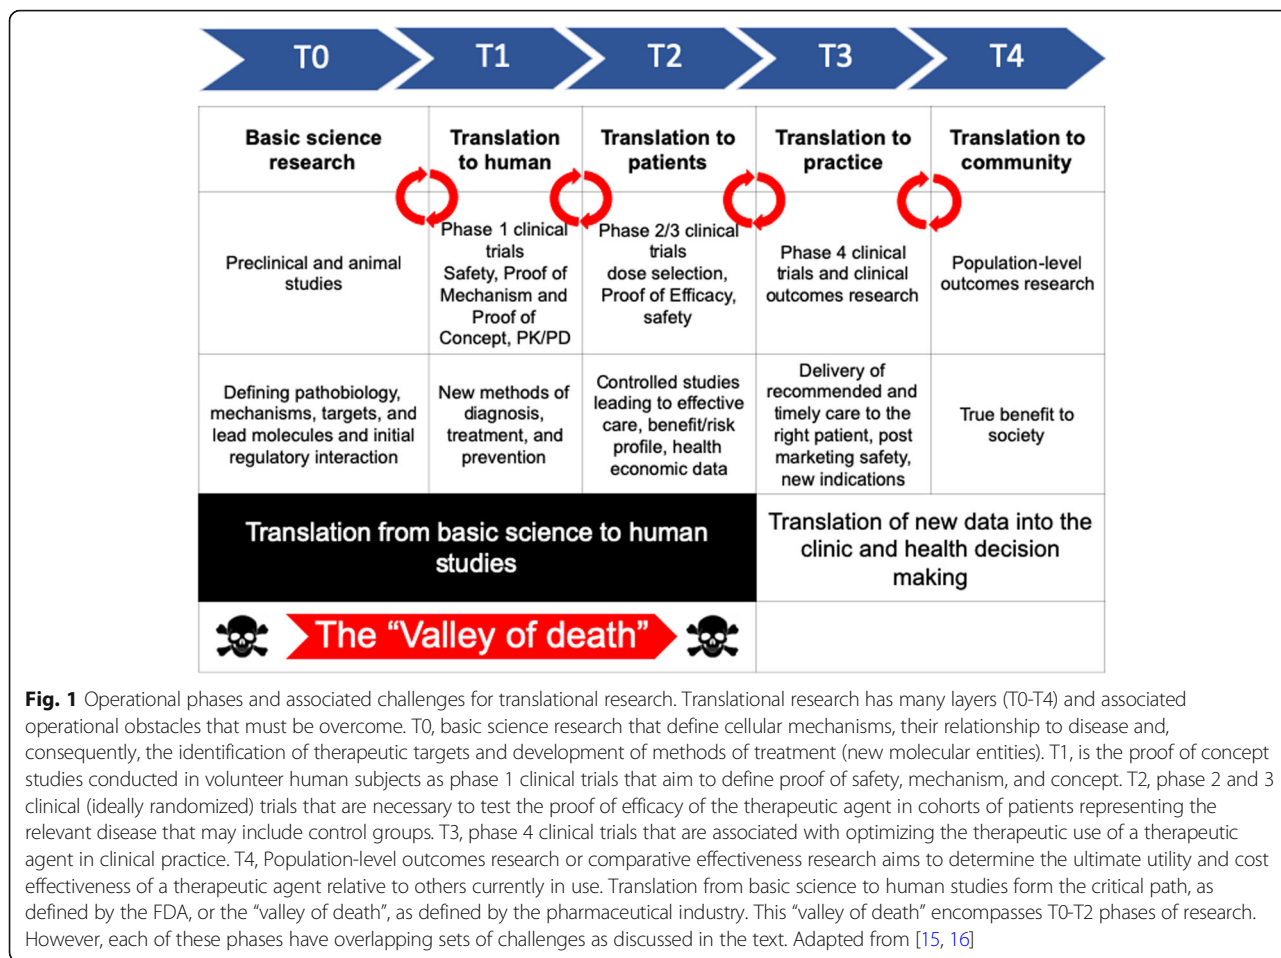 T0
T1
T2
T3
T4
Basic science
research
Translation
to human
Translation to
patients
Translation to
practice
Translation to
community
Preclinical and animal
studies
Phase 1 clinical
trials
Safety, Proof of
Mechanism and
Proof of
Concept, PK/PD
Phase 2/3 clinical
trials
dose selection,
Proof of Efficacy,
safety
Phase 4 clinical
trials and clinical
outcomes research
Population-level
outcomes research
Defining pathobiology,
mechanisms, targets, and
lead molecules and initial
regulatory interaction
New methods of
diagnosis,
treatment, and
prevention
Controlled studies
leading to effective
care, benefit/risk
profile, health
economic data
Delivery of
recommended and
timely care to the
right patient, post
marketing safety,
new indications
True benefit to
society
Translation from basic science to human
studies
Translation of new data into the
clinic and health decision
making
The “Valley of death”
Fig. 1 Operational phases and associated challenges for translational research. Translational research has many layers (T0-T4) and associated
operational obstacles that must be overcome. T0, basic science research that define cellular mechanisms, their relationship to disease and,
consequently, the identification of therapeutic targets and development of methods of treatment (new molecular entities). T1, is the proof of concept
studies conducted in volunteer human subjects as phase 1 clinical trials that aim to define proof of safety, mechanism, and concept. T2, phase 2 and 3
clinical (ideally randomized) trials that are necessary to test the proof of efficacy of the therapeutic agent in cohorts of patients representing the
relevant disease that may include control groups. T3, phase 4 clinical trials that are associated with optimizing the therapeutic use of a therapeutic
agent in clinical practice. T4, Population-level outcomes research or comparative effectiveness research aims to determine the ultimate utility and cost
effectiveness of a therapeutic agent relative to others currently in use. Translation from basic science to human studies form the critical path, as
defined by the FDA, or the “valley of death”, as defined by the pharmaceutical industry. This “valley of death” encompasses T0-T2 phases of research.
However, each of these phases have overlapping sets of challenges as discussed in the text. Adapted from [15, 16]